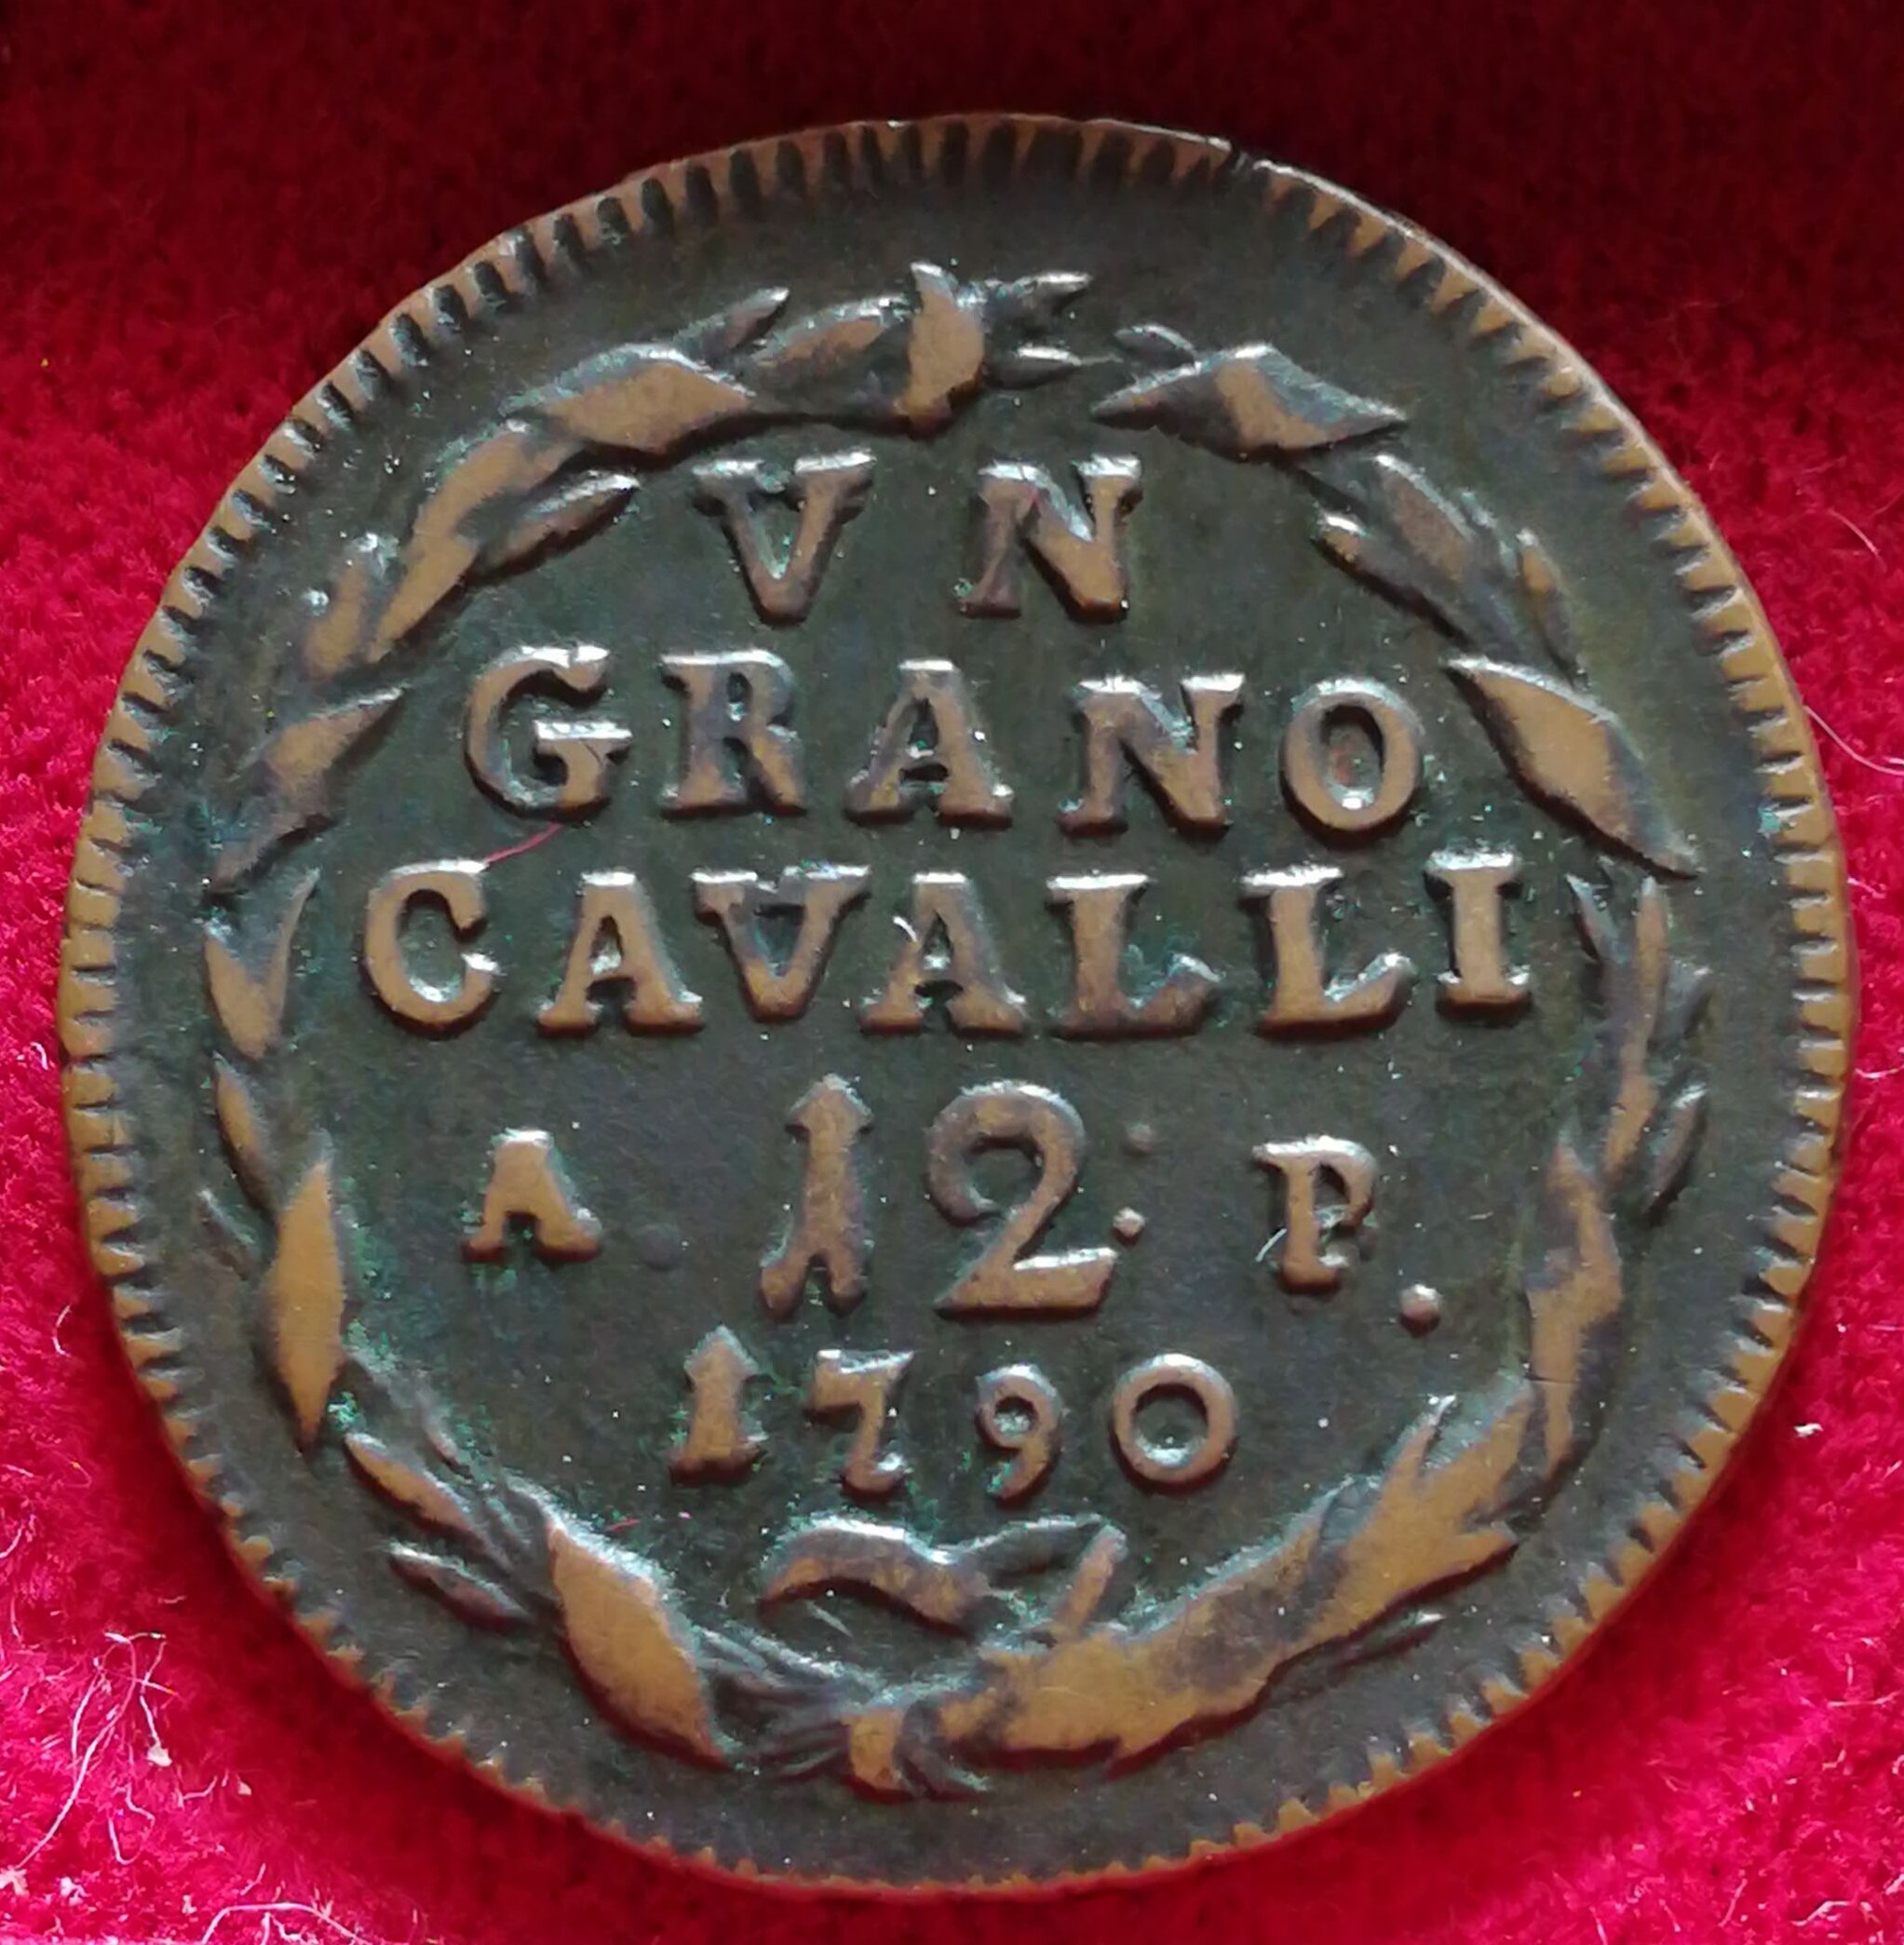 VN
GRANO
CAVALLI
A 12: P.
1790